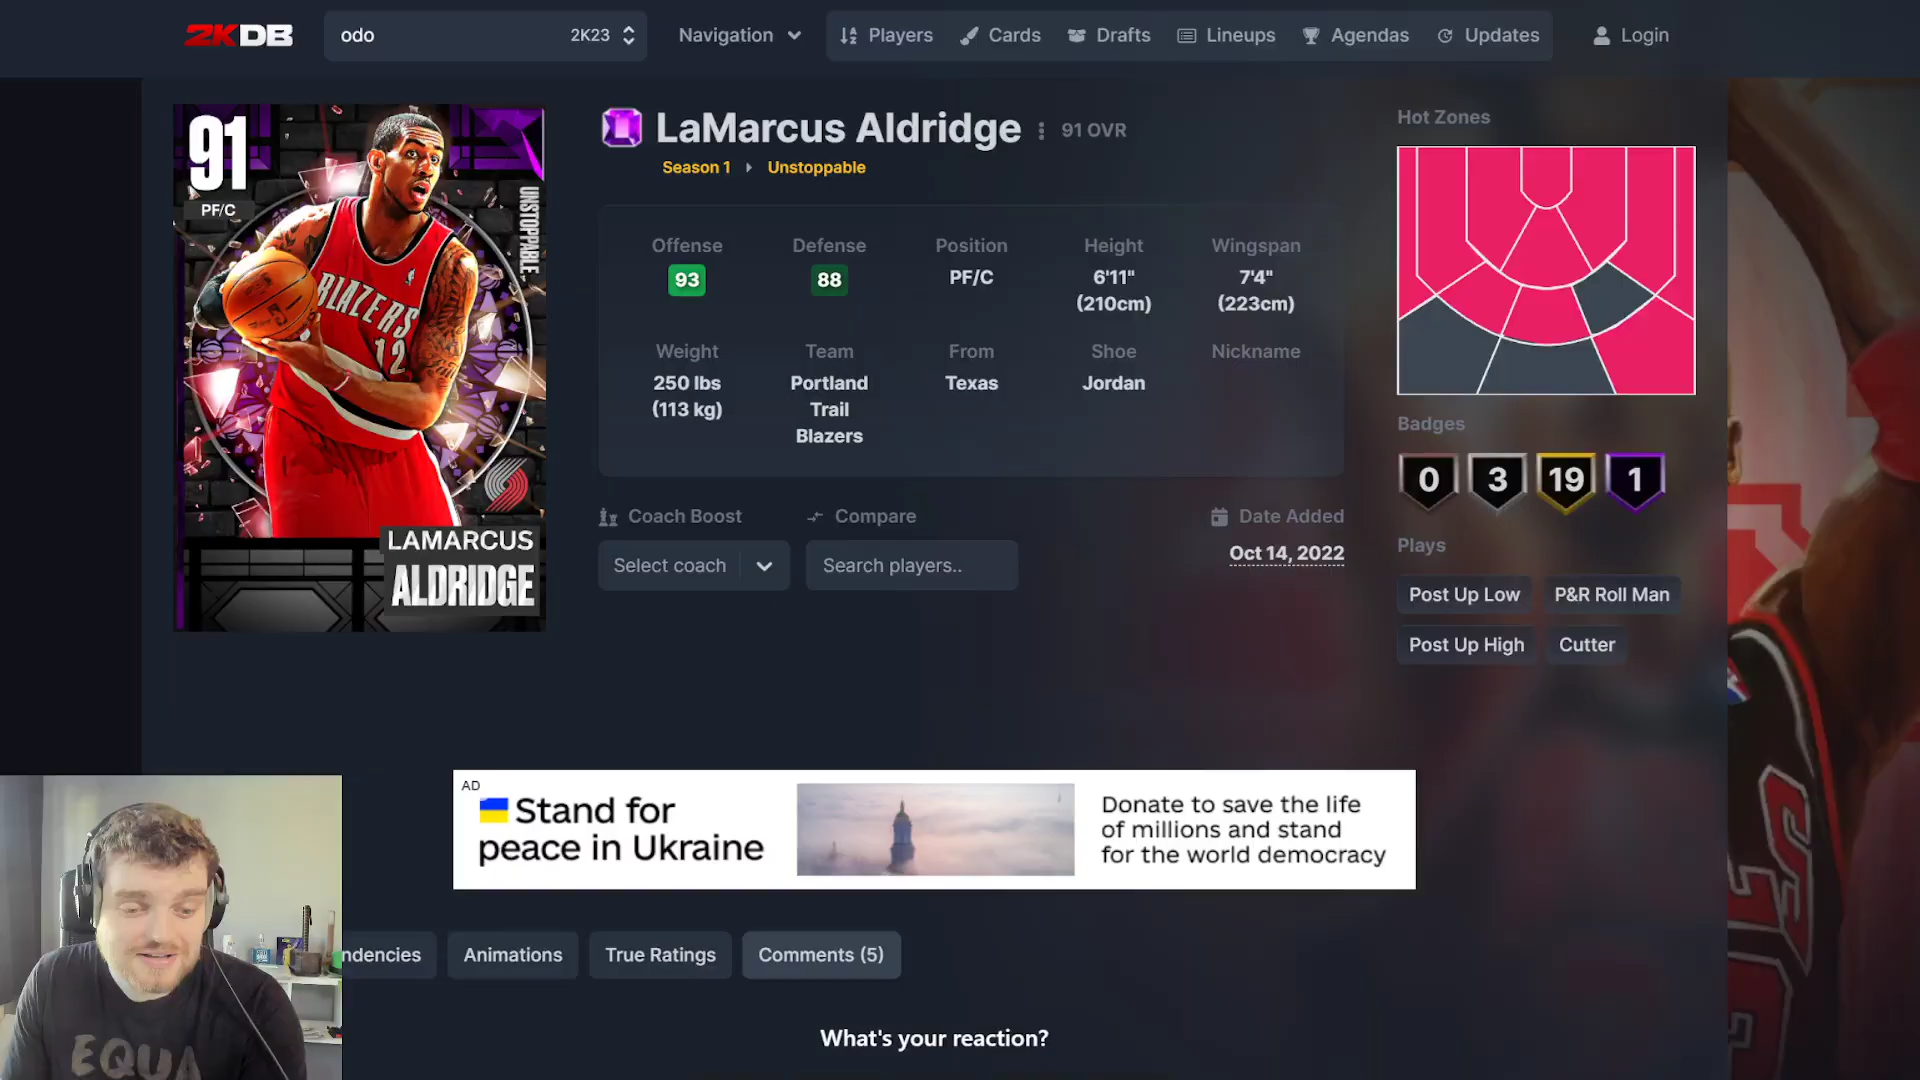 2KDB
odo
2K23
Navigation
Players
Cards
Drafts
Lineups
Agendas
Updates
Login
91
PF/C
UNSTOPPABLE
BLAZERS
12
LAMARCUS
ALDRIDGE
LaMarcus Aldridge
91 OVR
Season 1
Unstoppable
Offense
93
Defense
88
Position
PF/C
Height
6'11"
(210cm)
Wingspan
7'4"
(223cm)
Weight
250 lbs
(113 kg)
Team
Portland
Trail
Blazers
From
Texas
Shoe
Jordan
Nickname
Coach Boost
Select coach
Compare
Search players..
Date Added
Oct 14, 2022
Hot Zones
Badges
0
3
19
1
Plays
Post Up Low
P&R Roll Man
Post Up High
Cutter
AD
Stand for
peace in Ukraine
Donate to save the life
of millions and stand
for the world democracy
ndencies
Animations
True Ratings
Comments (5)
What's your reaction?
EQUA